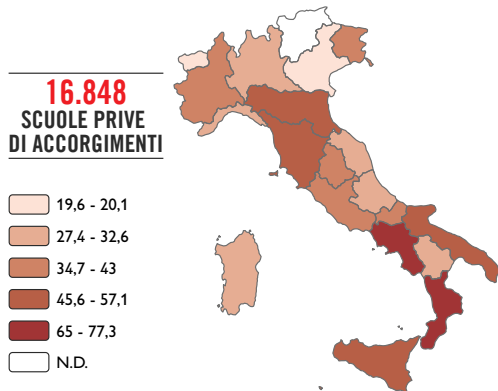 16.848
SCUOLE PRIVE
DI ACCORGIMENTI
19,6 - 20,1
27,4 - 32,6
34,7 - 43
45,6 - 57,1
65 - 77,3
N.D.